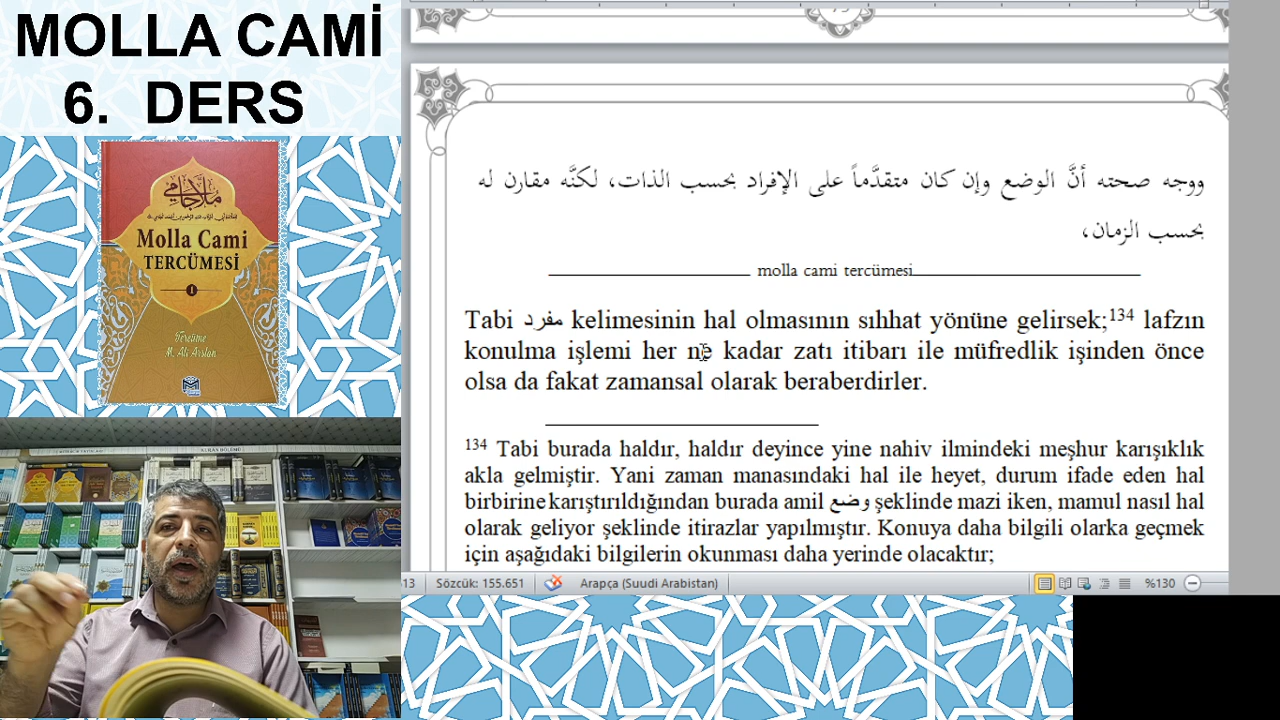 MOLLA CAMİ
6. DERS
Molla Cami
TERCÜMESİ
1
Tercüme
M. Ali Arslan
ووجه صحته أنَّ الوضع وإن كان متقدَّماً على الإفراد بحسب الذات، لكنَّه مقارن له
بحسب الزمان،
molla cami tercümesi
Tabi مفرد kelimesinin hal olmasının sıhhat yönüne gelirsek;134 lafzın
konulma işlemi her ne kadar zatı itibarı ile müfredlik işinden önce
olsa da fakat zamansal olarak beraberdirler.
134 Tabi burada haldır, haldır deyince yine nahiv ilmindeki meşhur karışıklık
akla gelmiştir. Yani zaman manasındaki hal ile heyet, durum ifade eden hal
birbirine karıştırıldığından burada amil وضع şeklinde mazi iken, mamul nasıl hal
olarak geliyor şeklinde itirazlar yapılmıştır. Konuya daha bilgili olarka geçmek
için aşağıdaki bilgilerin okunması daha yerinde olacaktır;
13 Sözcük: 155.651 Arapça (Suudi Arabistan) %130